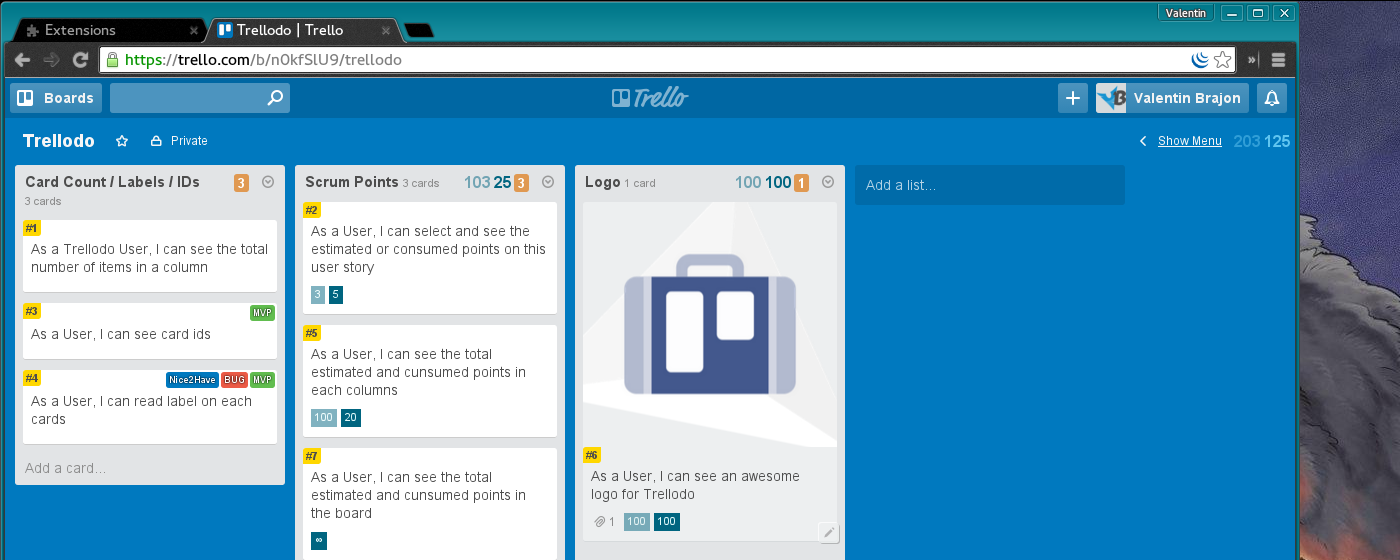 Valentin
Extensions
Trellodo | Trello
https://trello.com/b/n0kfSlU9/trellodo
Boards
Trello
Valentin Brajon
Trellodo
Private
Show Menu 203 125
Card Count / Labels / IDs 3
3 cards
#1
As a Trellodo User, I can see the total
number of items in a column
#3 MVP
As a User, I can see card ids
#4 Nice2Have BUG MVP
As a User, I can read label on each
cards
Add a card...
Scrum Points 3 cards 103 25 3
#2
As a User, I can select and see the
estimated or consumed points on this
user story
3 5
#5
As a User, I can see the total
estimated and cunsumed points in
each columns
100 20
#7
As a User, I can see the total
estimated and cunsumed points in
the board
∞
Logo 1 card 100 100 1
#6
As a User, I can see an awesome
logo for Trellodo
1 100 100
Add a list...